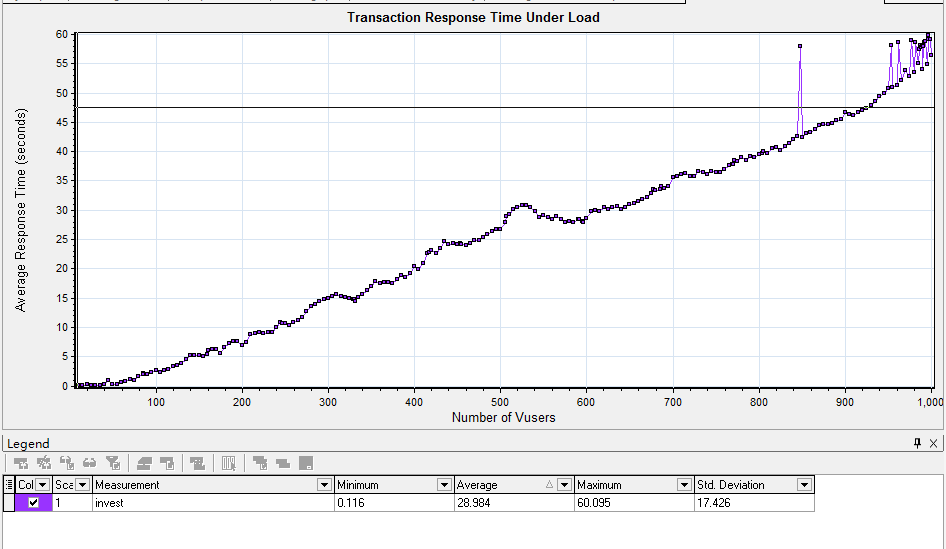 Transaction Response Time Under Load
60
55
50
45
40
35
30
25
20
15
10
5
0
Average Response Time (seconds)
100 200 300 400 500 600 700 800 900 1,000
Number of Vusers
Legend
Col Sca Measurement Minimum Average Maximum Std. Deviation
1 invest 0.116 28.984 60.095 17.426